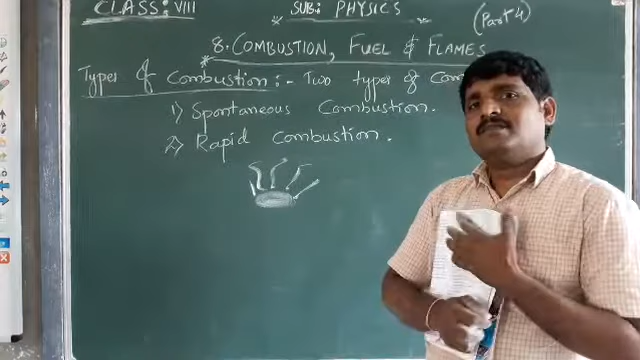 CLASS: VIII
SUB: PHYSICS
(Part 4)
8. COMBUSTION, FUEL & FLAMES
Types of Combustion :- Two types of Com
1) Spontaneous Combustion.
2) Rapid Combustion.